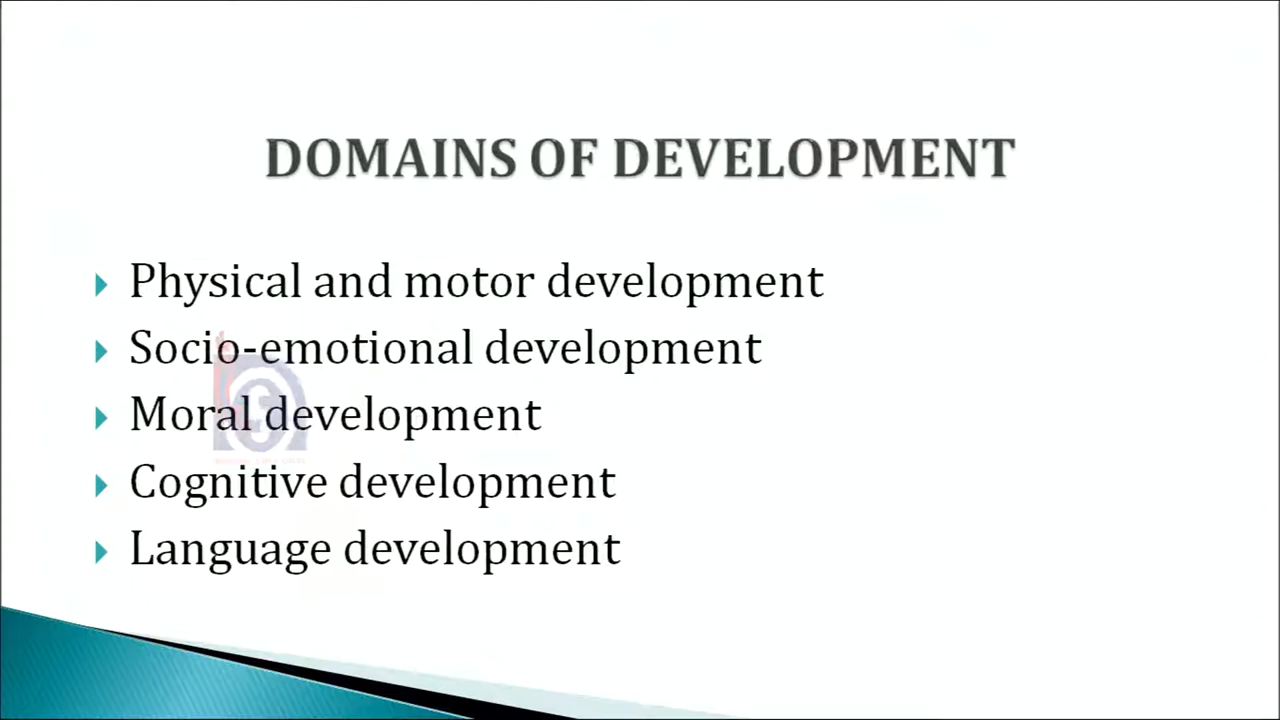 DOMAINS OF DEVELOPMENT
Physical and motor development
Socio-emotional development
Moral development
Cognitive development
Language development